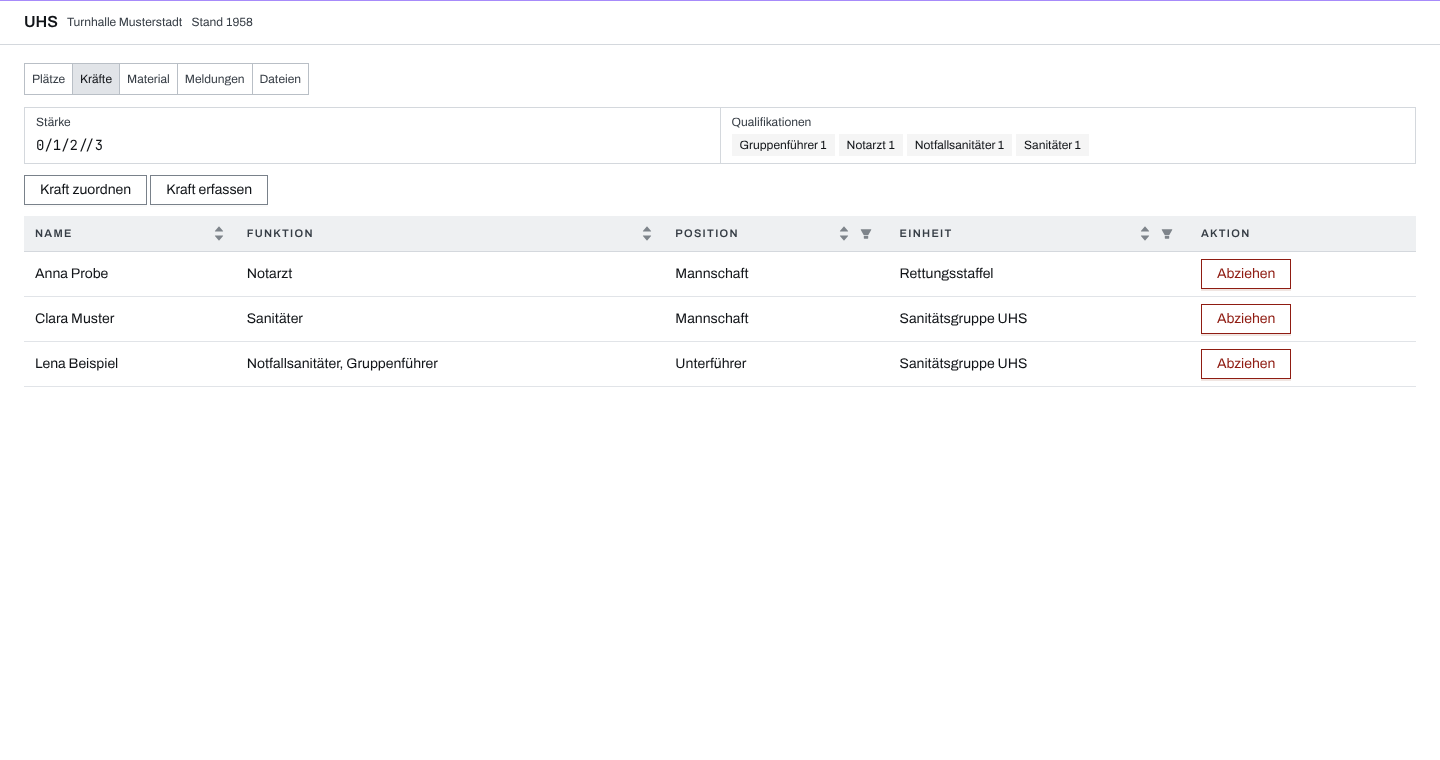 UHS Turnhalle Musterstadt Stand 1958
Plätze Kräfte Material Meldungen Dateien
Stärke
0/1/2//3
Qualifikationen
Gruppenführer 1 Notarzt 1 Notfallsanitäter 1 Sanitäter 1
Kraft zuordnen Kraft erfassen
NAME FUNKTION POSITION EINHEIT AKTION
Anna Probe Notarzt Mannschaft Rettungsstaffel Abziehen
Clara Muster Sanitäter Mannschaft Sanitätsgruppe UHS Abziehen
Lena Beispiel Notfallsanitäter, Gruppenführer Unterführer Sanitätsgruppe UHS Abziehen